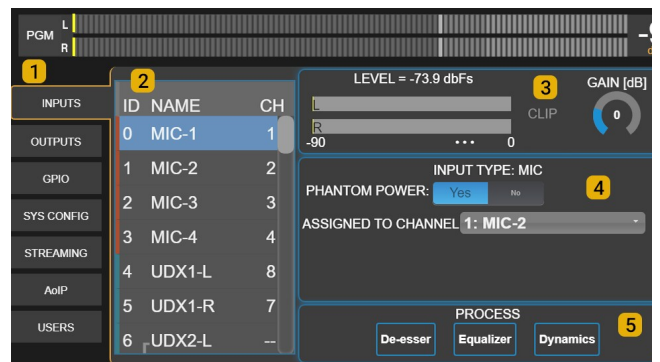 PGM
L
R
-9
1
INPUTS
OUTPUTS
GPIO
SYS CONFIG
STREAMING
AoIP
USERS
2
ID NAME CH
0 MIC-1 1
1 MIC-2 2
2 MIC-3 3
3 MIC-4 4
4 UDX1-L 8
5 UDX1-R 7
6 UDX2-L --
LEVEL = -73.9 dbFs
3
GAIN [dB]
L
R
CLIP
0
-90 ••• 0
INPUT TYPE: MIC
PHANTOM POWER: Yes No
4
ASSIGNED TO CHANNEL 1: MIC-2
PROCESS
5
De-esser Equalizer Dynamics